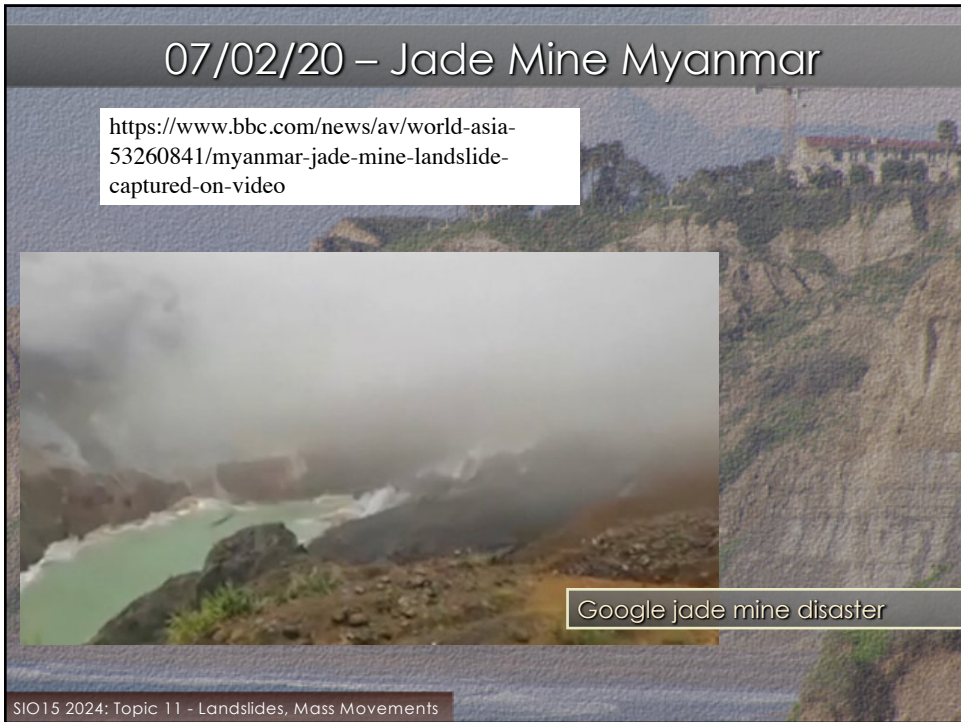 07/02/20 – Jade Mine Myanmar
https://www.bbc.com/news/av/world-asia-
53260841/myanmar-jade-mine-landslide-
captured-on-video
Google jade mine disaster
SIO15 2024: Topic 11 - Landslides, Mass Movements